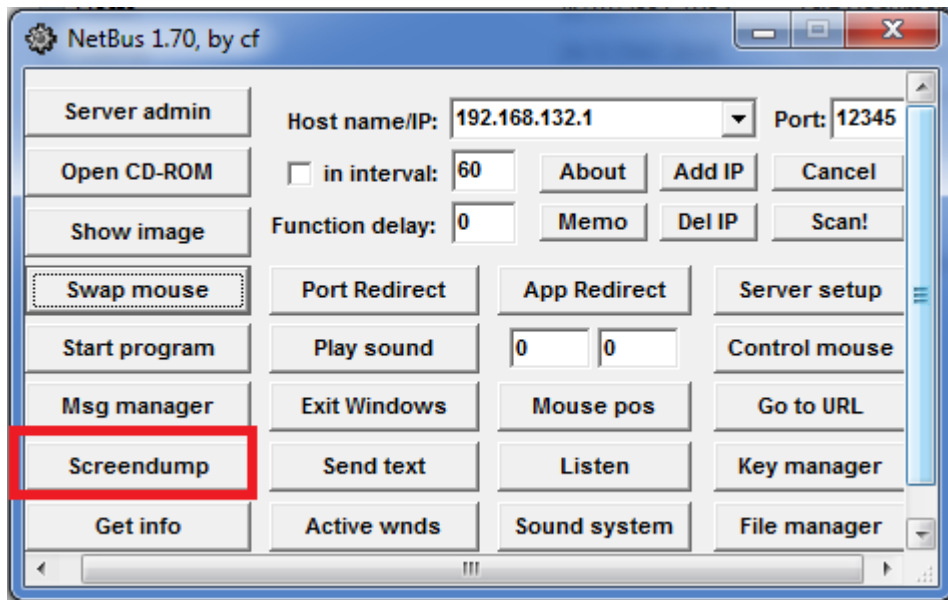 NetBus 1.70, by cf
Server admin Host name/IP: 192.168.132.1 Port: 12345
Open CD-ROM in interval: 60 About Add IP Cancel
Show image Function delay: 0 Memo Del IP Scan!
Swap mouse Port Redirect App Redirect Server setup
Start program Play sound 0 0 Control mouse
Msg manager Exit Windows Mouse pos Go to URL
Screendump Send text Listen Key manager
Get info Active wnds Sound system File manager